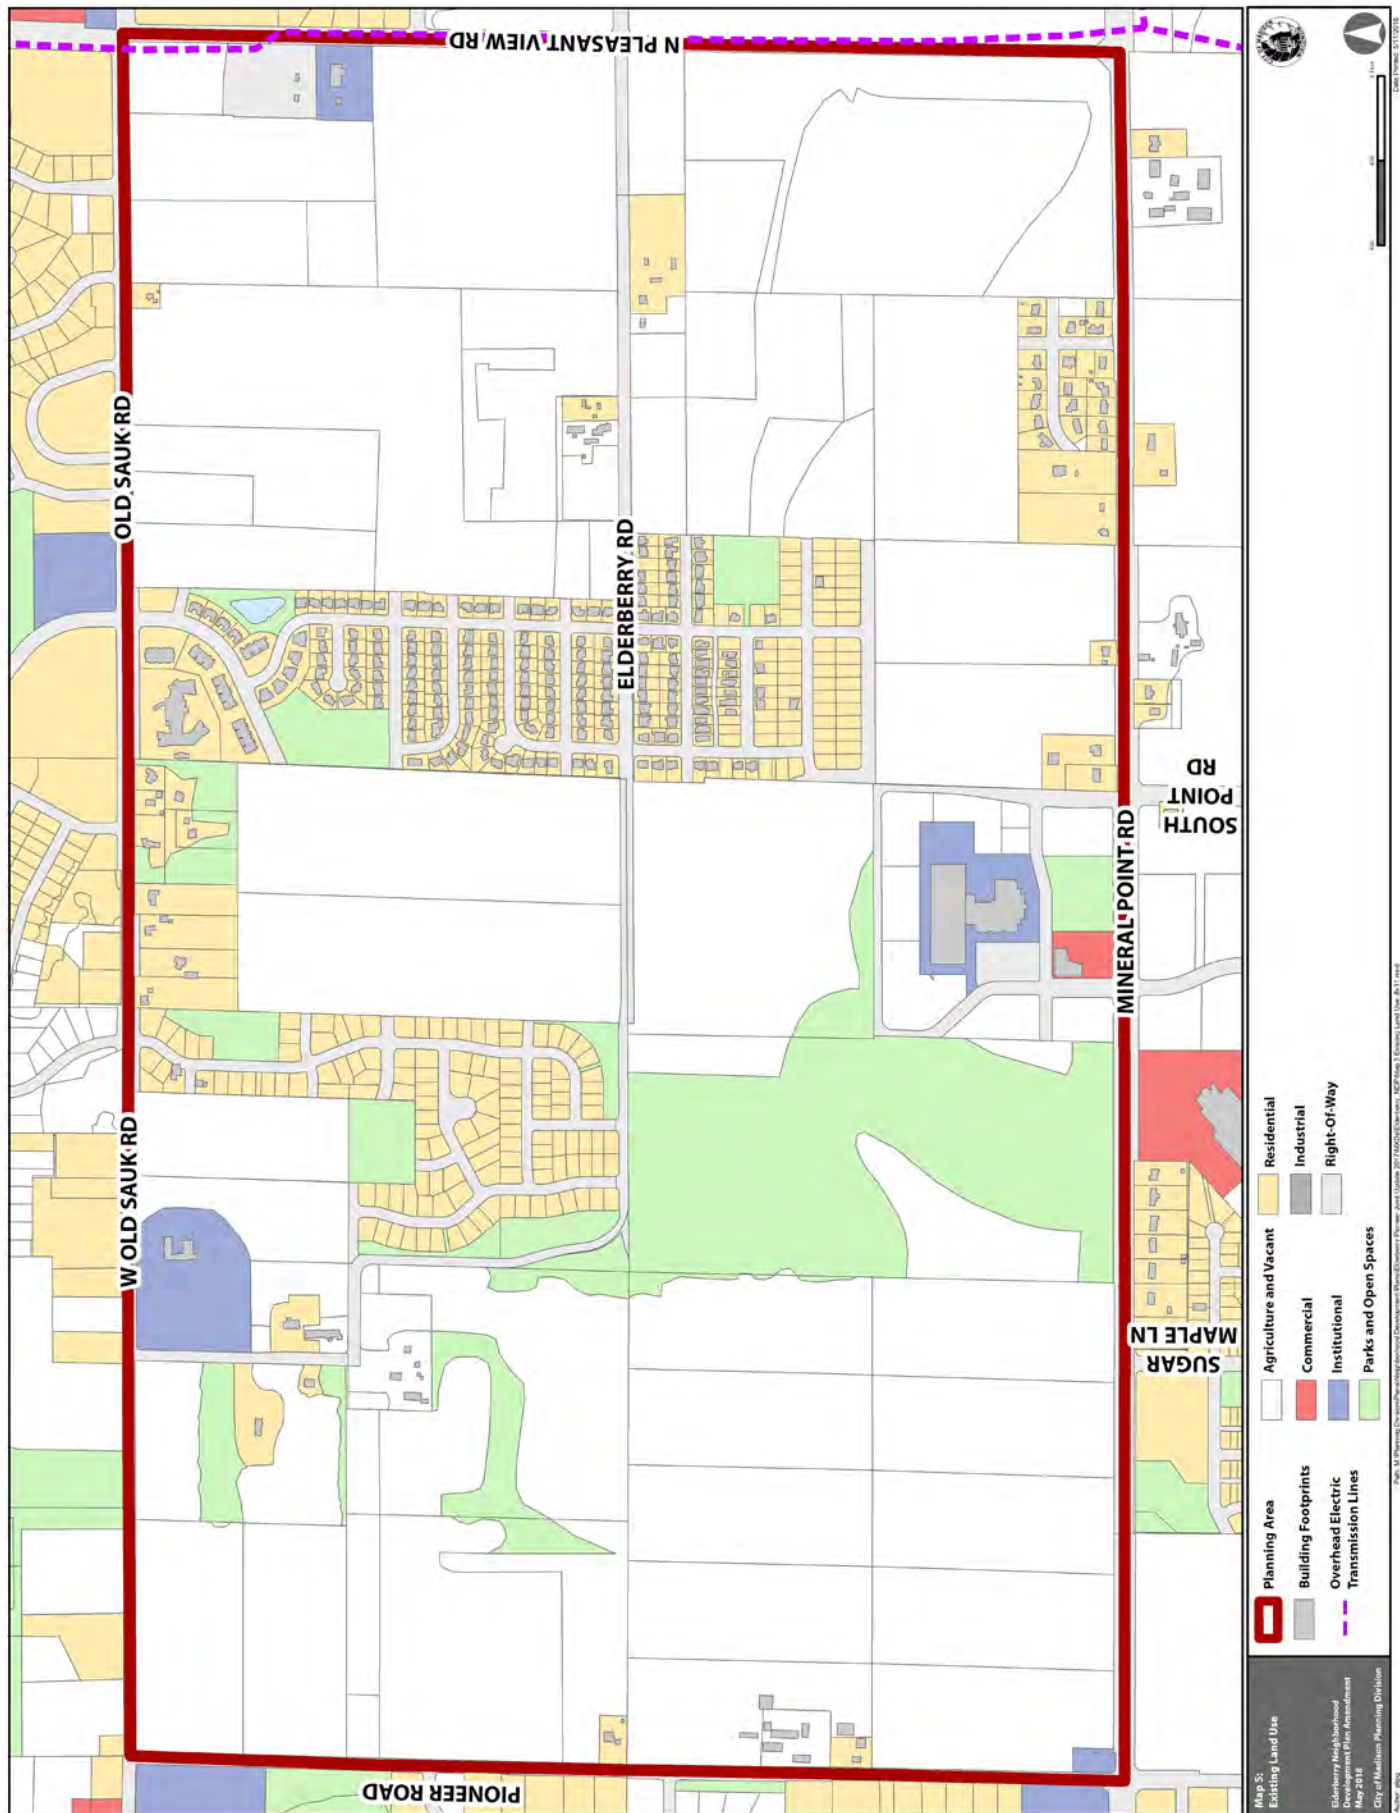 N PLEASANT VIEW RD
OLD SAUK RD
ELDERBERRY RD
W OLD SAUK RD
MINERAL POINT RD
SOUTH
POINT
RD
SUGAR
MAPLE LN
PIONEER ROAD
Map 5:
Existing Land Use
Elderberry Neighborhood
Development Plan Amendment
May 2018
City of Madison Planning Division
Planning Area
Building Footprints
Overhead Electric
Transmission Lines
Agriculture and Vacant
Commercial
Institutional
Parks and Open Spaces
Residential
Industrial
Right-Of-Way